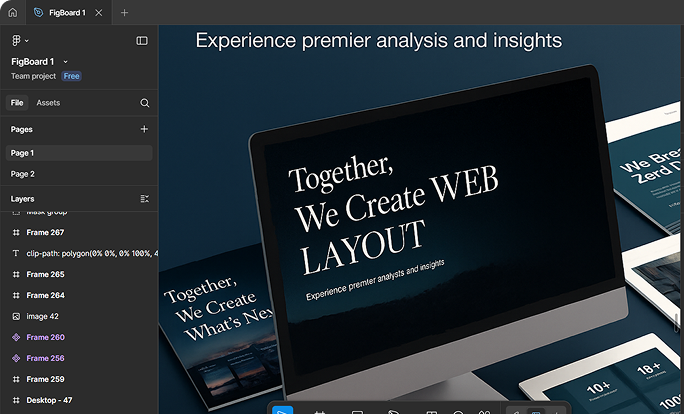 FigBoard 1
FigBoard 1
Team project Free
File Assets
Pages
Page 1
Page 2
Layers
Mask group
Frame 267
clip-path: polygon(0% 0%, 0% 100%, 4
Frame 265
Frame 264
image 42
Frame 260
Frame 256
Frame 259
Desktop - 47
Experience premier analysis and insights
Together,
We Create WEB
LAYOUT
Experience premter analysts and insights
Together,
We Create
What's Nex
We Brea
Zerd D
10+
18+